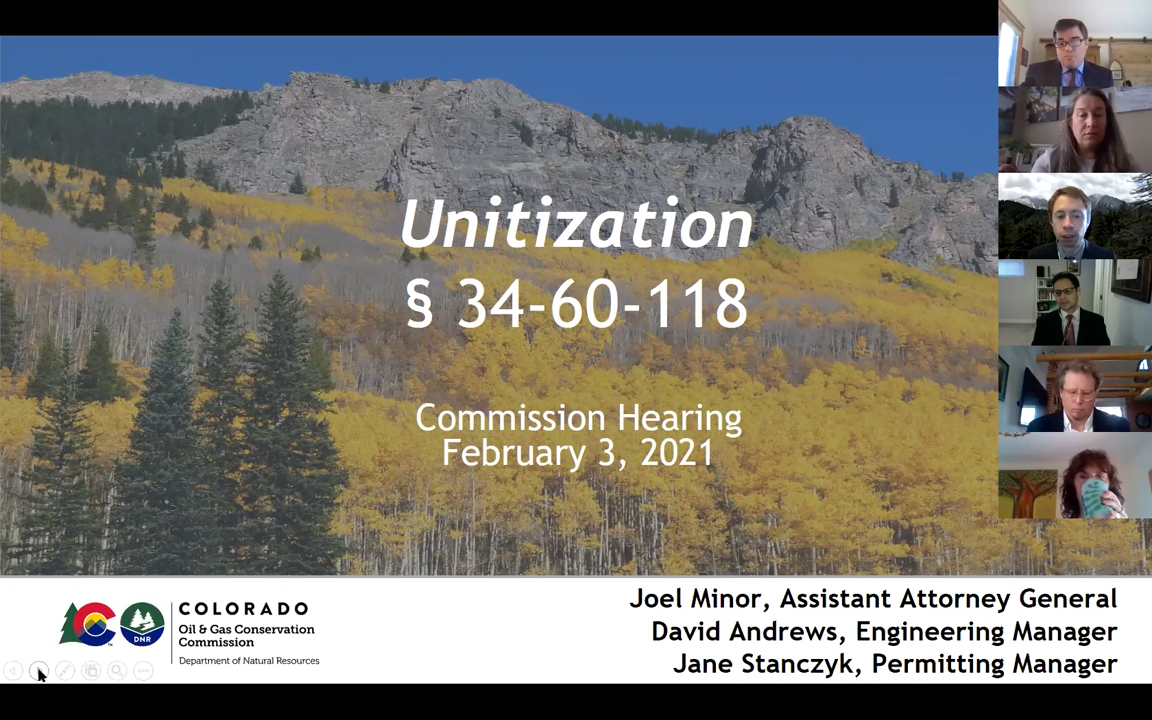 Unitization
§ 34-60-118
Commission Hearing
February 3, 2021
COLORADO
Oil & Gas Conservation
Commission
Department of Natural Resources
DNR
Joel Minor, Assistant Attorney General
David Andrews, Engineering Manager
Jane Stanczyk, Permitting Manager